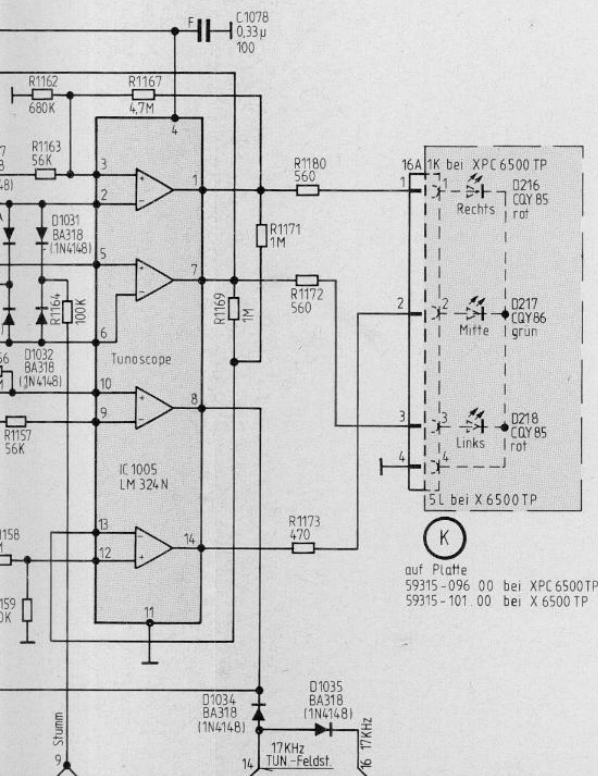 F
C1078
0,33µ
100
R1162
680K
R1167
4,7M
4
R1163
56K
3
2
1
R1180
560
16A
1K bei XPC 6500 TP
1
1
D216
CQY 85
rot
Rechts
D1031
BA318
(1N4148)
R1171
1M
5
7
R1164
100K
R1169
1M
R1172
560
2
2
D217
CQY86
grün
Mitte
6
D1032
BA318
(1N4148)
Tunoscope
10
9
8
R1157
56K
IC 1005
LM 324N
3
3
D218
CQY 85
rot
Links
4
4
5L bei X 6500 TP
K
13
12
14
R1173
470
auf Platte
59315-096 00 bei XPC 6500TP
59315-101.00 bei X 6500 TP
11
D1034
BA318
(1N4148)
D1035
BA318
(1N4148)
Stumm
9
14
17KHz
TUN-Feldst.
16
17KHz